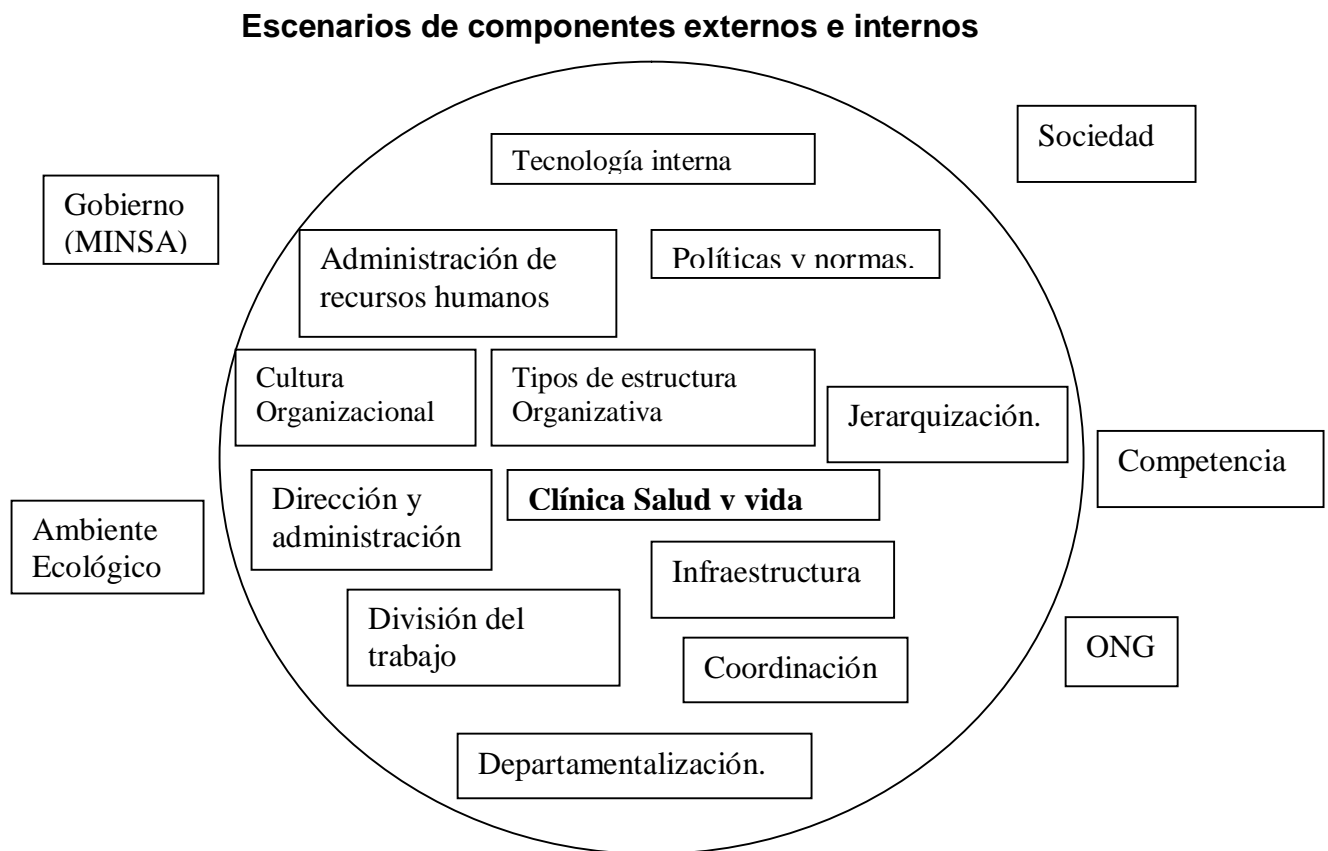 Escenarios de componentes externos e internos
Sociedad
Tecnología interna
Gobierno
(MINSA)
Administración de
recursos humanos
Políticas y normas.
Cultura
Organizacional
Tipos de estructura
Organizativa
Jerarquización.
Competencia
Dirección y
administración
Clínica Salud y vida
Ambiente
Ecológico
Infraestructura
División del
trabajo
Coordinación
ONG
Departamentalización.